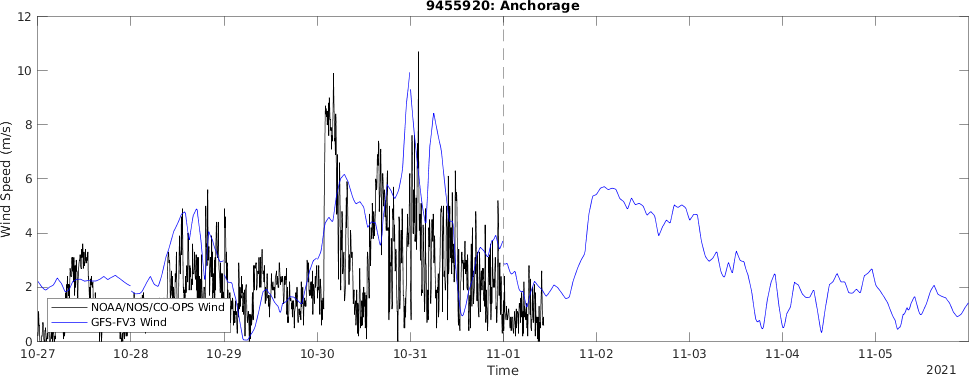 9455920: Anchorage
12
10
8
6
4
2
0
Wind Speed (m/s)
NOAA/NOS/CO-OPS Wind
GFS-FV3 Wind
10-27 10-28 10-29 10-30 10-31 11-01 11-02 11-03 11-04 11-05
Time
2021